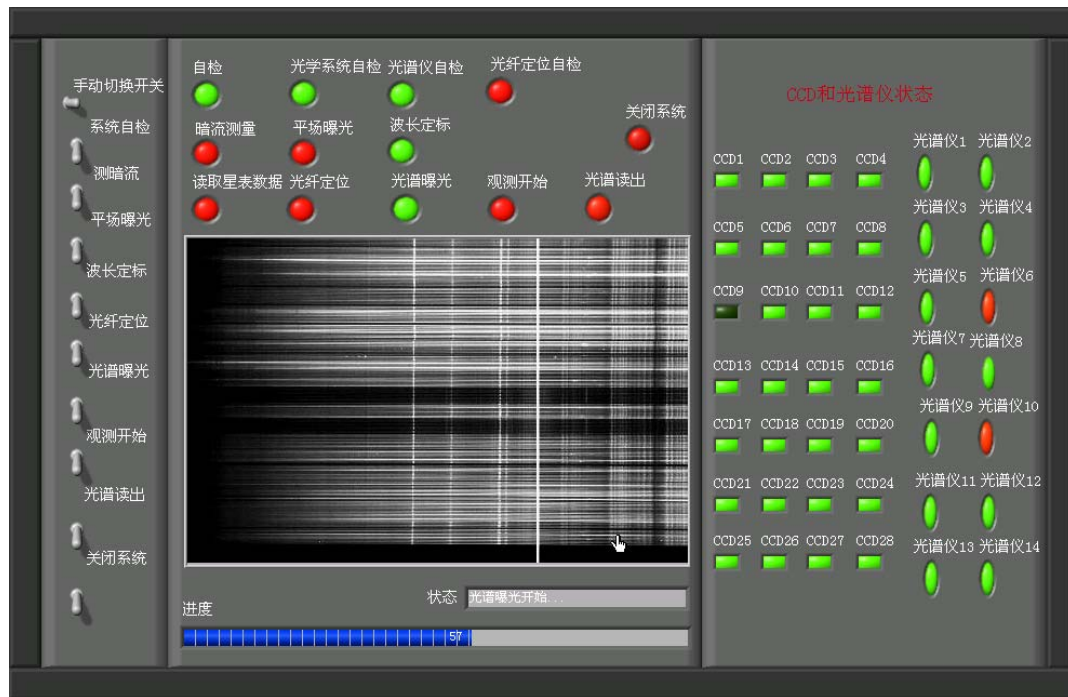 手动切换开关
系统自检
测暗流
平场曝光
波长定标
光纤定位
光谱曝光
观测开始
光谱读出
关闭系统
自检 光学系统自检 光谱仪自检 光纤定位自检
关闭系统
暗流测量 平场曝光 波长定标
读取星表数据 光纤定位 光谱曝光 观测开始 光谱读出
状态 光谱曝光开始...
进度
57
CCD和光谱仪状态
光谱仪1 光谱仪2
CCD1 CCD2 CCD3 CCD4
光谱仪3 光谱仪4
CCD5 CCD6 CCD7 CCD8
光谱仪5 光谱仪6
CCD9 CCD10 CCD11 CCD12
光谱仪7 光谱仪8
CCD13 CCD14 CCD15 CCD16
光谱仪9 光谱仪10
CCD17 CCD18 CCD19 CCD20
光谱仪11 光谱仪12
CCD21 CCD22 CCD23 CCD24
光谱仪13 光谱仪14
CCD25 CCD26 CCD27 CCD28